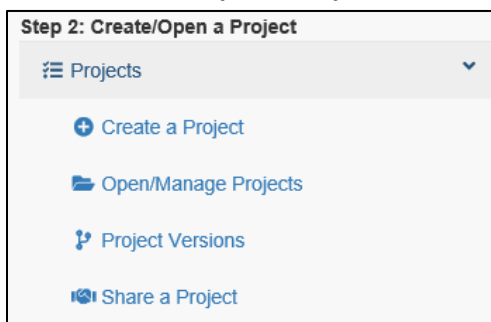 Step 2: Create/Open a Project
Projects
Create a Project
Open/Manage Projects
Project Versions
Share a Project